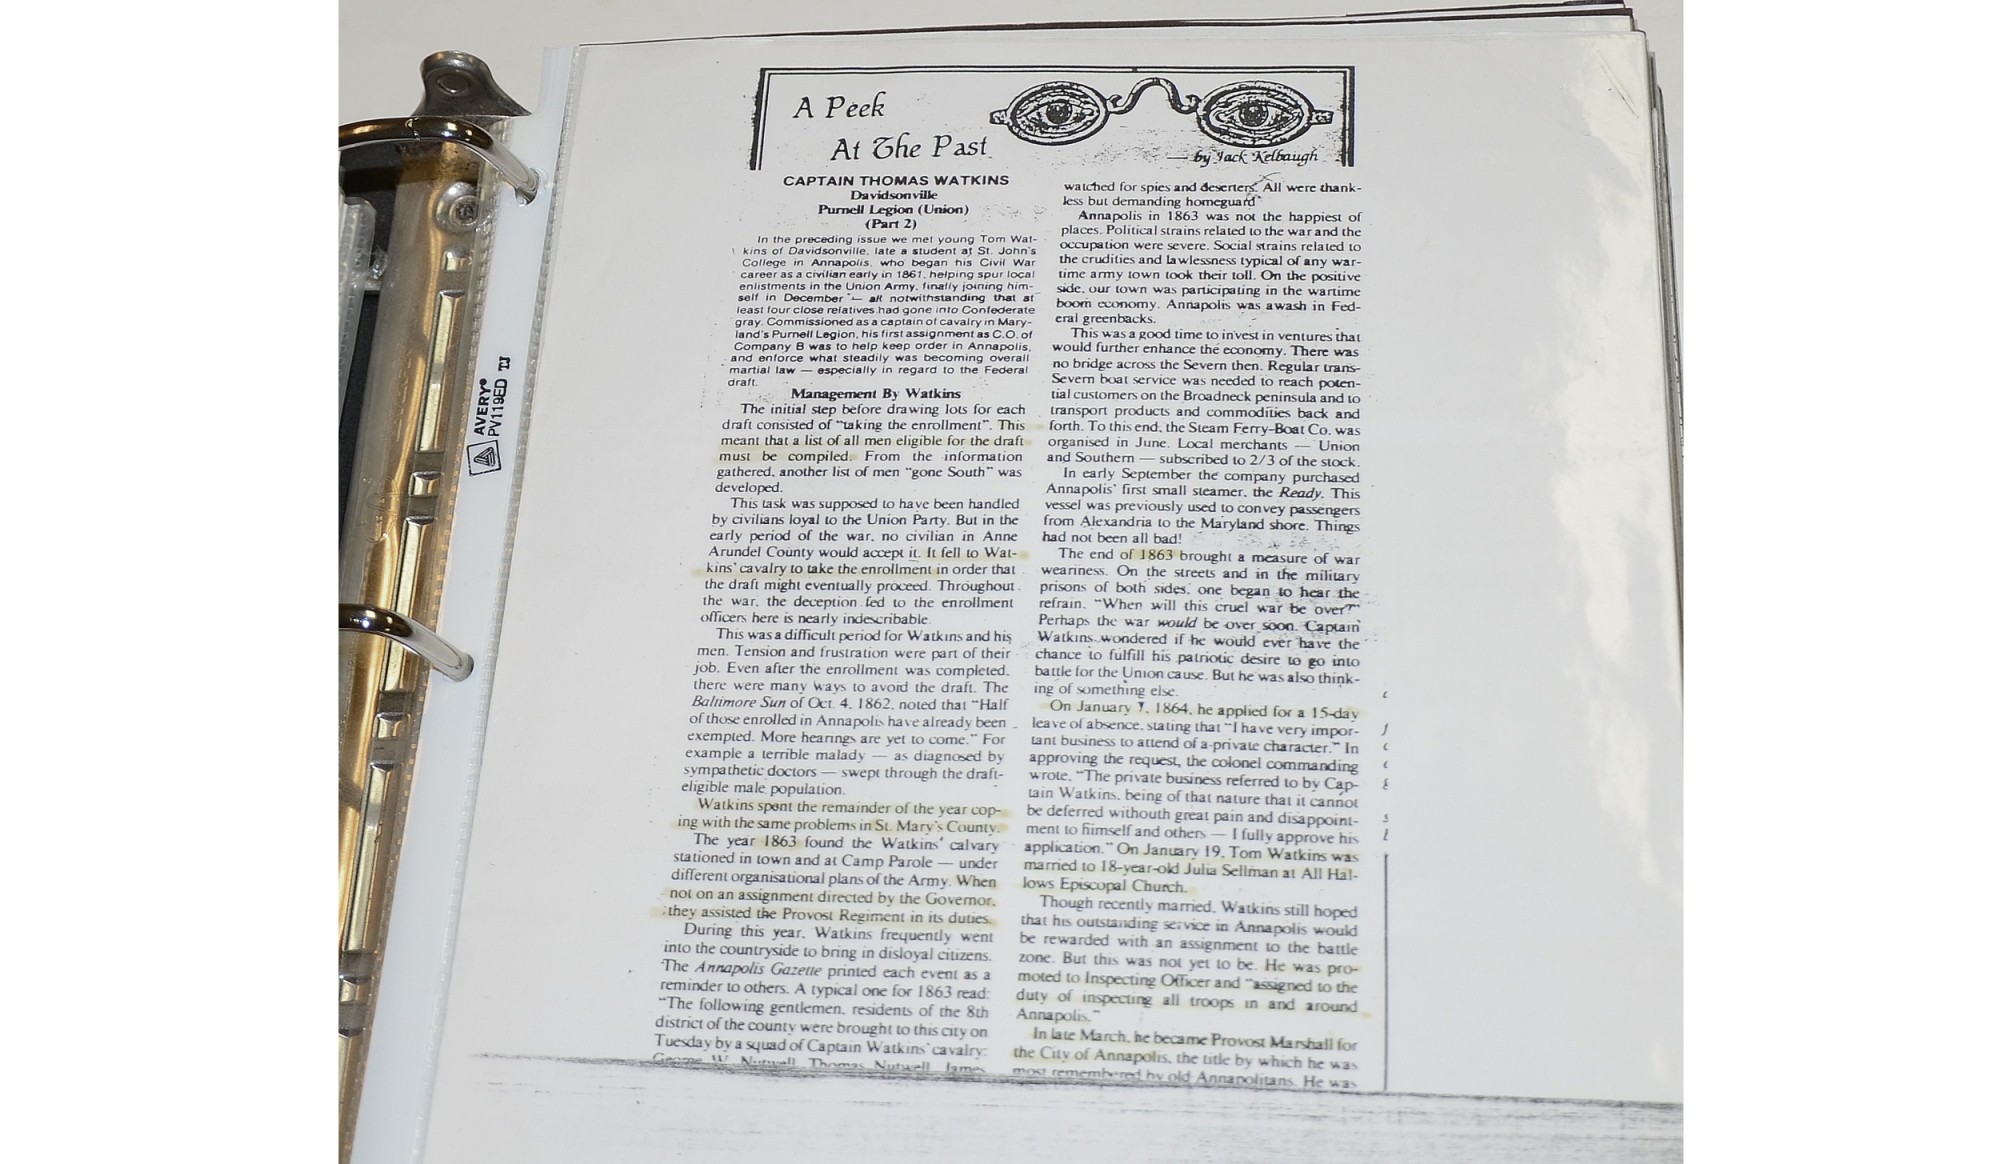 A Peek
At The Past
— by Jack Kelbaugh
CAPTAIN THOMAS WATKINS
Davidsonville
Purnell Legion (Union)
(Part 2)
In the preceding issue we met young Tom Wat-
kins of Davidsonville, late a student at St. John's
College in Annapolis, who began his Civil War
career as a civilian early in 1861, helping spur local
enlistments in the Union Army, finally joining him-
self in December — all notwithstanding that at
least four close relatives had gone into Confederate
gray. Commissioned as a captain of cavalry in Mary-
land's Purnell Legion, his first assignment as C.O. of
Company B was to help keep order in Annapolis,
and enforce what steadily was becoming overall
martial law — especially in regard to the Federal
draft.
Management By Watkins
The initial step before drawing lots for each
draft consisted of "taking the enrollment". This
meant that a list of all men eligible for the draft
must be compiled. From the information
gathered, another list of men "gone South" was
developed.
This task was supposed to have been handled
by civilians loyal to the Union Party. But in the
early period of the war, no civilian in Anne
Arundel County would accept it. It fell to Wat-
kins' cavalry to take the enrollment in order that
the draft might eventually proceed. Throughout
the war, the deception fed to the enrollment
officers here is nearly indescribable.
This was a difficult period for Watkins and his
men. Tension and frustration were part of their
job. Even after the enrollment was completed,
there were many ways to avoid the draft. The
Baltimore Sun of Oct. 4, 1862, noted that "Half
of those enrolled in Annapolis have already been
exempted. More hearings are yet to come." For
example a terrible malady — as diagnosed by
sympathetic doctors — swept through the draft-
eligible male population.
Watkins spent the remainder of the year cop-
ing with the same problems in St. Mary's County.
The year 1863 found the Watkins' calvary
stationed in town and at Camp Parole — under
different organisational plans of the Army. When
not on an assignment directed by the Governor,
they assisted the Provost Regiment in its duties.
During this year, Watkins frequently went
into the countryside to bring in disloyal citizens.
The Annapolis Gazette printed each event as a
reminder to others. A typical one for 1863 read:
"The following gentlemen, residents of the 8th
district of the county were brought to this city on
Tuesday by a squad of Captain Watkins' cavalry:
George W. Nutwell, Thomas Nutwell, James
watched for spies and deserters. All were thank-
less but demanding homeguard
Annapolis in 1863 was not the happiest of
places. Political strains related to the war and the
occupation were severe. Social strains related to
the crudities and lawlessness typical of any war-
time army town took their toll. On the positive
side, our town was participating in the wartime
boom economy. Annapolis was awash in Fed-
eral greenbacks.
This was a good time to invest in ventures that
would further enhance the economy. There was
no bridge across the Severn then. Regular trans-
Severn boat service was needed to reach poten-
tial customers on the Broadneck peninsula and to
transport products and commodities back and
forth. To this end, the Steam Ferry-Boat Co. was
organised in June. Local merchants — Union
and Southern — subscribed to 2/3 of the stock.
In early September the company purchased
Annapolis' first small steamer, the Ready. This
vessel was previously used to convey passengers
from Alexandria to the Maryland shore. Things
had not been all bad!
The end of 1863 brought a measure of war
weariness. On the streets and in the military
prisons of both sides, one began to hear the
refrain, "When will this cruel war be over?"
Perhaps the war would be over soon. Captain
Watkins wondered if he would ever have the
chance to fulfill his patriotic desire to go into
battle for the Union cause. But he was also think-
ing of something else.
On January 7, 1864, he applied for a 15-day
leave of absence, stating that "I have very impor-
tant business to attend of a private character." In
approving the request, the colonel commanding
wrote, "The private business referred to by Cap-
tain Watkins, being of that nature that it cannot
be deferred withouth great pain and disappoint-
ment to himself and others — I fully approve his
application." On January 19, Tom Watkins was
married to 18-year-old Julia Sellman at All Hal-
lows Episcopal Church.
Though recently married, Watkins still hoped
that his outstanding service in Annapolis would
be rewarded with an assignment to the battle
zone. But this was not yet to be. He was pro-
moted to Inspecting Officer and "assigned to the
duty of inspecting all troops in and around
Annapolis."
In late March, he became Provost Marshall for
the City of Annapolis, the title by which he was
most remembered by old Annapolitans. He was
AVERY®
PV119ED